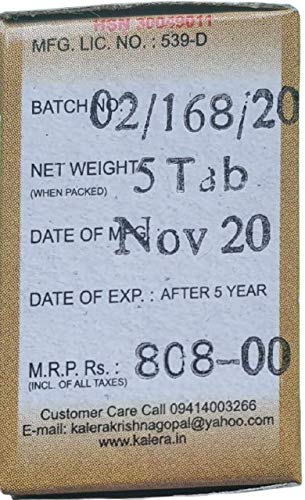 HSN 30049011
MFG. LIC. NO. : 539-D
BATCH NO. 02/168/20
NET WEIGHT 5 Tab
(WHEN PACKED)
DATE OF MFG Nov 20
DATE OF EXP. : AFTER 5 YEAR
M.R.P. Rs. : 808-00
(INCL. OF ALL TAXES)
Customer Care Call 09414003266
E-mail: kalerakrishnagopal@yahoo.com
www.kalera.in